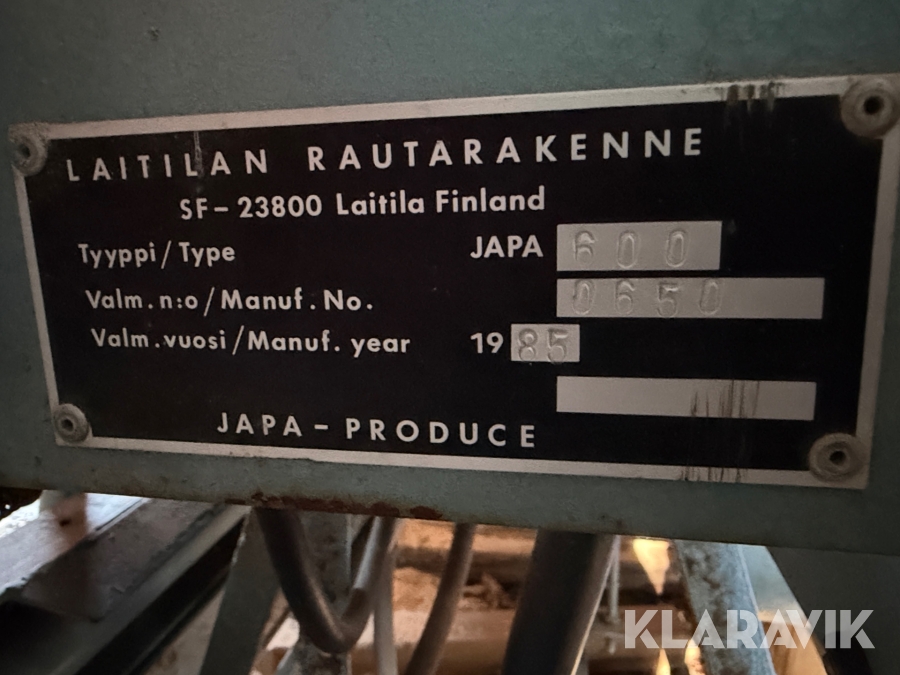 LAITILAN RAUTARAKENNE
SF-23800 Laitila Finland
Tyyppi/Type JAPA 600
Valm. n:o/Manuf. No. 0650
Valm.vuosi/Manuf. year 1985
JAPA-PRODUCE
KLARAVIK